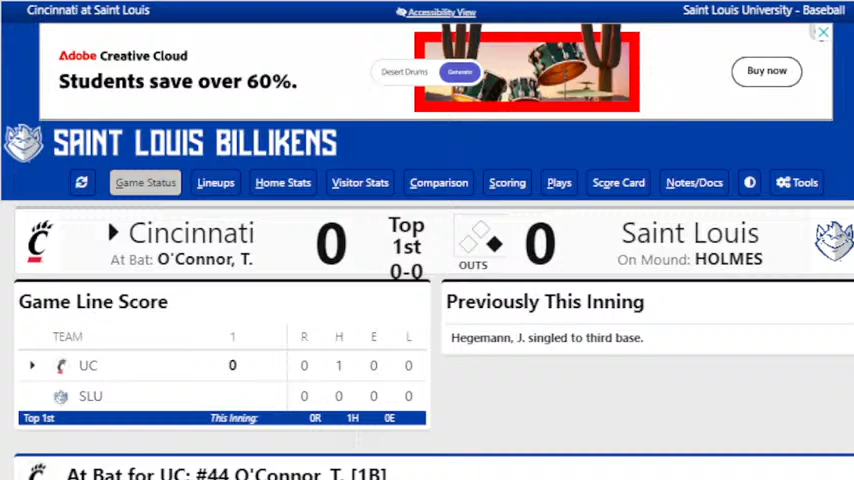 Cincinnati at Saint Louis
Accessibility View
Saint Louis University - Baseball
Adobe Creative Cloud
Students save over 60%.
Desert Drums
Generate
Buy now
SAINT LOUIS BILLIKENS
Game Status
Lineups
Home Stats
Visitor Stats
Comparison
Scoring
Plays
Score Card
Notes/Docs
Tools
Cincinnati
At Bat: O'Connor, T.
0
Top
1st
0-0
OUTS
0
Saint Louis
On Mound: HOLMES
Game Line Score
TEAM 1 R H E L
UC 0 0 1 0 0
SLU 0 0 0 0
Top 1st This Inning: 0R 1H 0E
Previously This Inning
Hegemann, J. singled to third base.
At Bat for UC: #44 O'Connor, T. [1B]